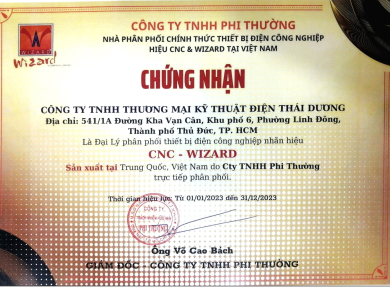 CÔNG TY TNHH PHI THƯỜNG
NHÀ PHÂN PHỐI CHÍNH THỨC THIẾT BỊ ĐIỆN CÔNG NGHIỆP
HIỆU CNC & WIZARD TẠI VIỆT NAM
WIZARD
Wizard
CHỨNG NHẬN
CÔNG TY TNHH THƯƠNG MẠI KỸ THUẬT ĐIỆN THÁI DƯƠNG
Địa chỉ: 541/1A Đường Kha Vạn Cân, Khu phố 6, Phường Linh Đông,
Thành phố Thủ Đức, TP. HCM
Là Đại Lý phân phối thiết bị điện công nghiệp nhãn hiệu
CNC - WIZARD
Sản xuất tại Trung Quốc, Việt Nam do Cty TNHH Phi Thường
trực tiếp phân phối.
Thời gian hiệu lực: Từ 01/01/2023 đến 31/12/2023
CÔNG TY
PHI THƯỜNG
Ông Võ Cao Bách
GIÁM ĐỐC - CÔNG TY TNHH PHI THƯỜNG